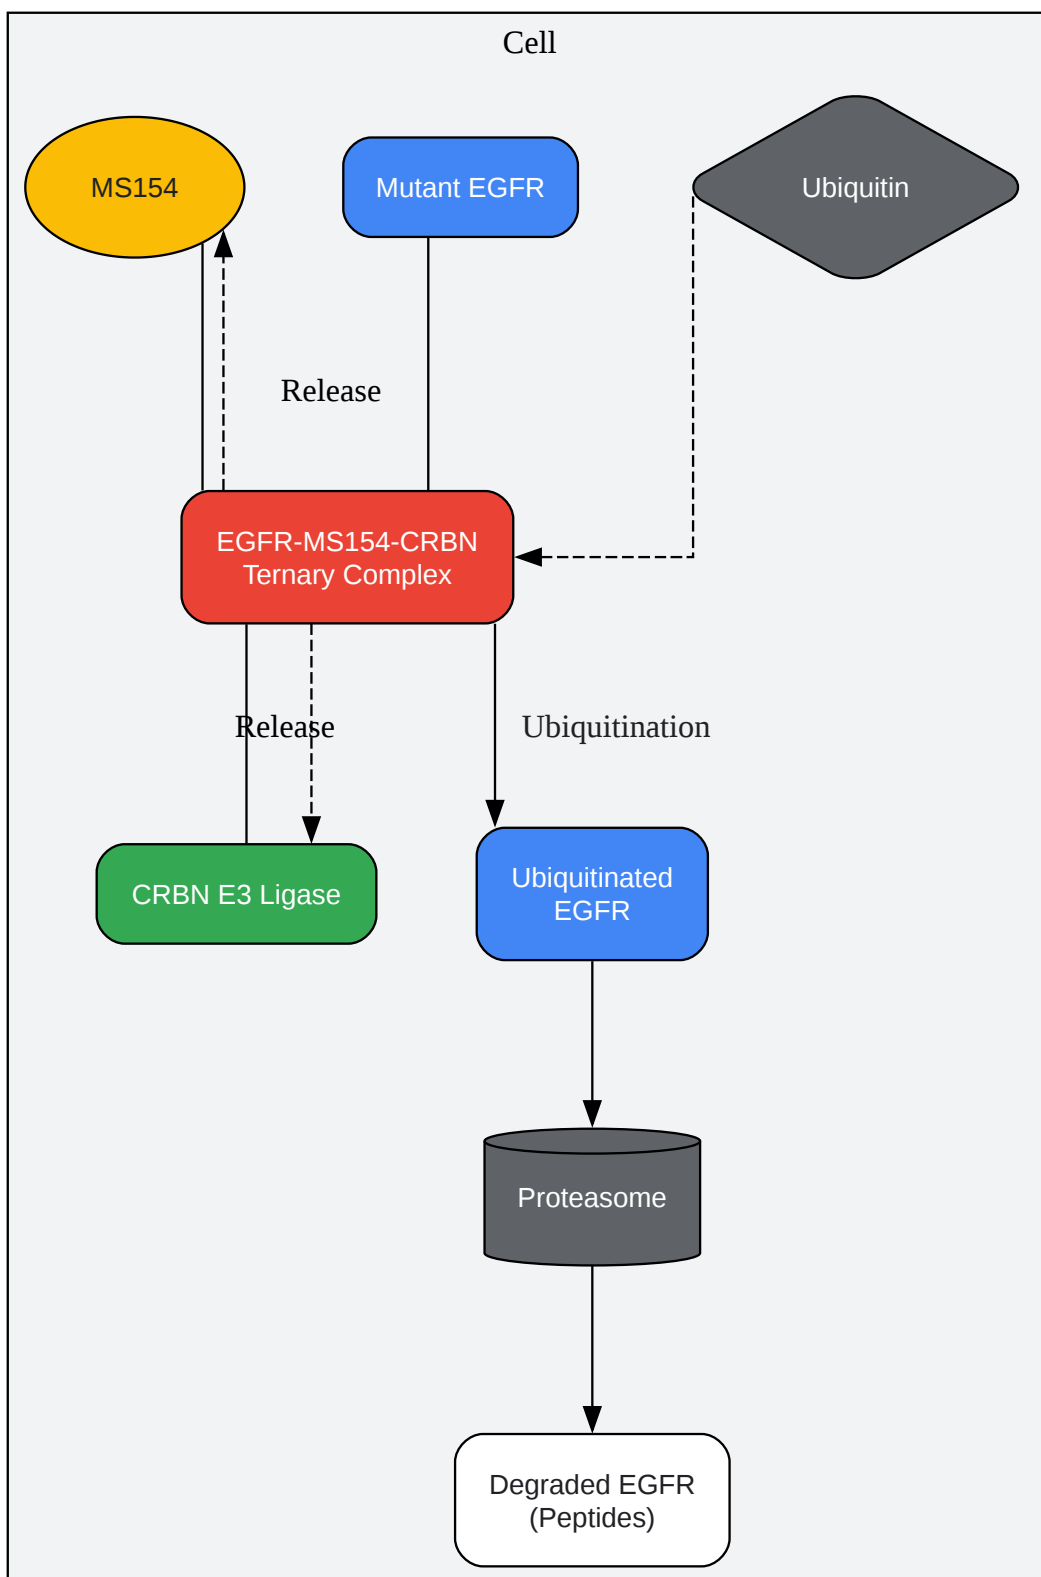 Cell
MS154
Mutant EGFR
Ubiquitin
Release
EGFR-MS154-CRBN
Ternary Complex
Release
Ubiquitination
CRBN E3 Ligase
Ubiquitinated
EGFR
Proteasome
Degraded EGFR
(Peptides)